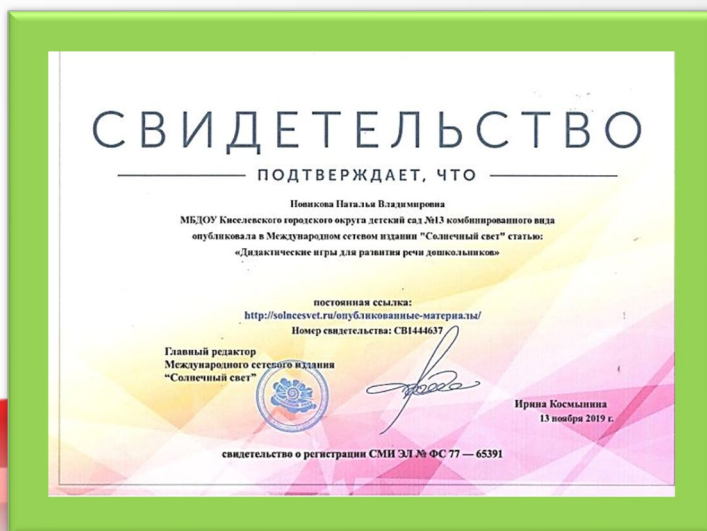 СВИДЕТЕЛЬСТВО
ПОДТВЕРЖДАЕТ, ЧТО
Новикова Наталья Владимировна
МБДОУ Киселевского городского округа детский сад №13 комбинированного вида
опубликовала в Международном сетевом издании "Солнечный свет" статью:
«Дидактические игры для развития речи дошкольников»
постоянная ссылка:
http://solncesvet.ru/опубликованные-материалы/
Номер свидетельства: СВ1444637
Главный редактор
Международного сетевого издания
“Солнечный свет”
Ирина Космынина
13 ноября 2019 г.
свидетельство о регистрации СМИ ЭЛ № ФС 77 — 65391